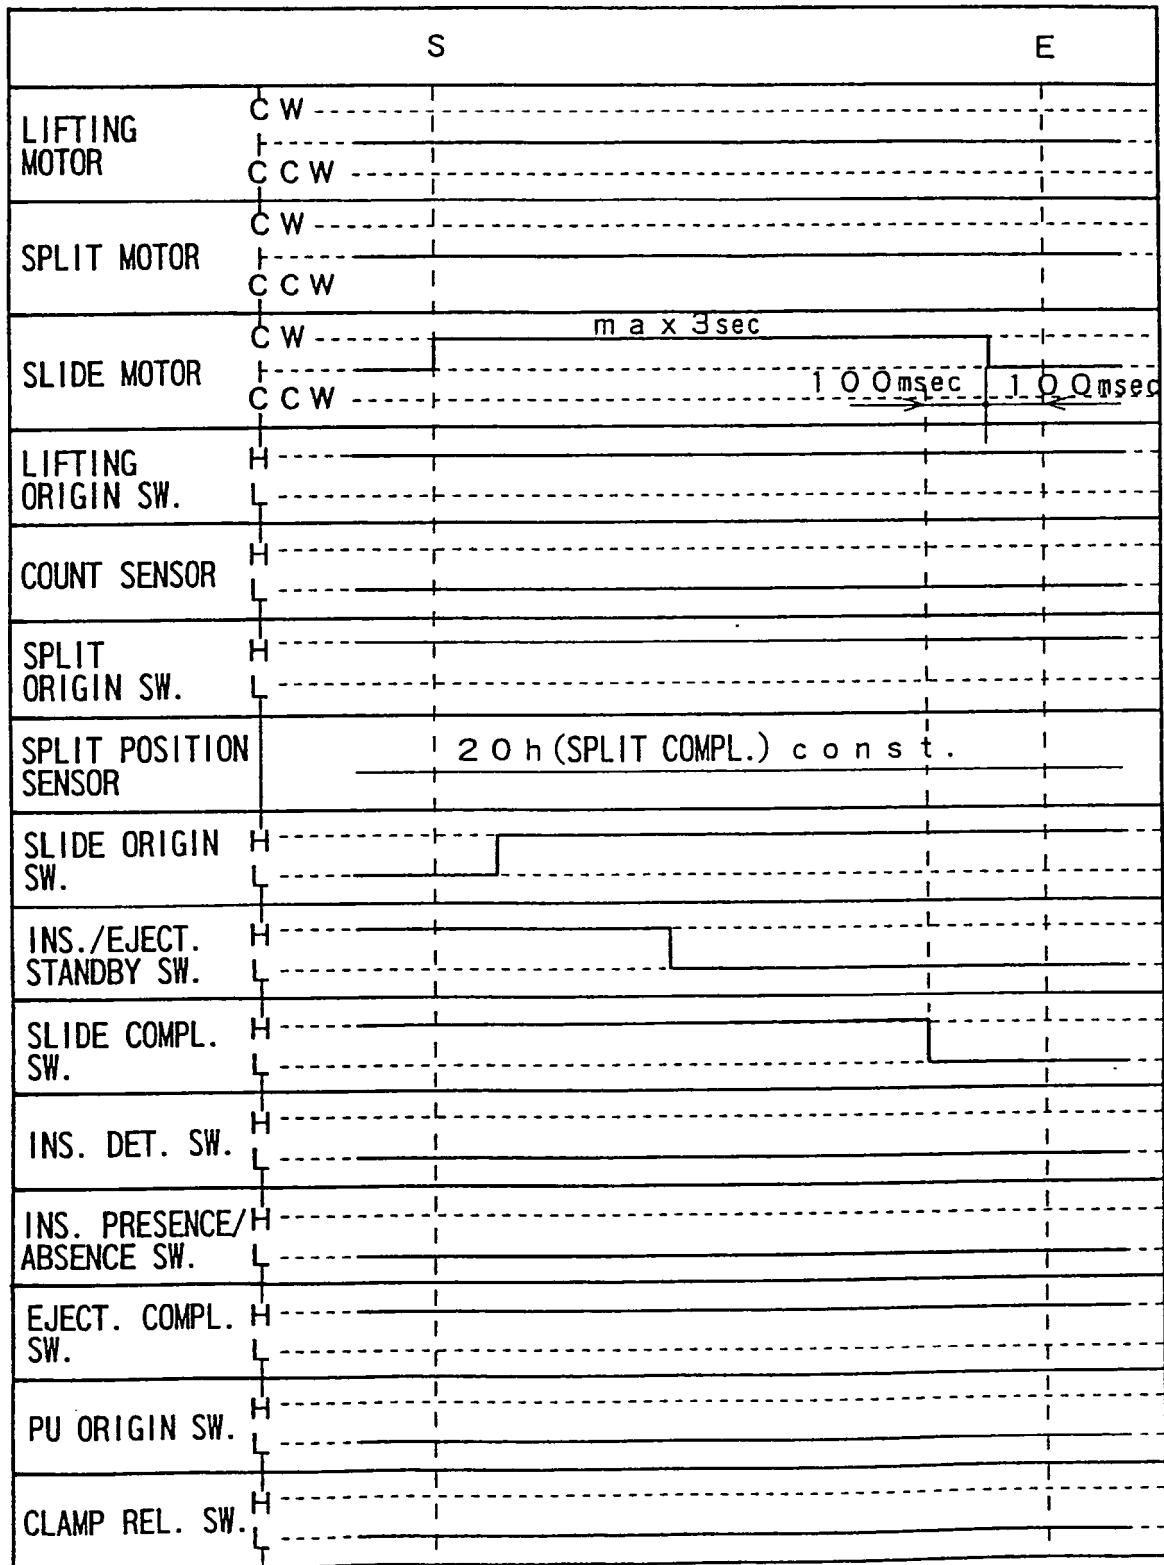 S E
LIFTING
MOTOR
CW
CCW
SPLIT MOTOR
CW
CCW
SLIDE MOTOR
CW
max 3sec
100msec 100msec
CCW
LIFTING
ORIGIN SW.
H
L
COUNT SENSOR
H
L
SPLIT
ORIGIN SW.
H
L
SPLIT POSITION
SENSOR
20h(SPLIT COMPL.) const.
SLIDE ORIGIN
SW.
H
L
INS./EJECT.
STANDBY SW.
H
L
SLIDE COMPL.
SW.
H
L
INS. DET. SW.
H
L
INS. PRESENCE/
ABSENCE SW.
H
L
EJECT. COMPL.
SW.
H
L
PU ORIGIN SW.
H
L
CLAMP REL. SW.
H
L